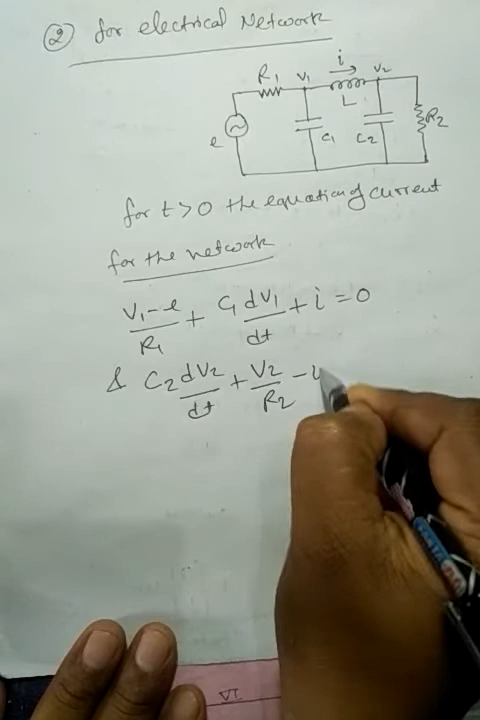 ② for electrical Network
R1 V1 i V2
L
e C1 C2 R2
for t>0 the equation of current
for the network
V1-e/R1 + C1 dV1/dt + i = 0
& C2 dV2/dt + V2/R2 - i
VI